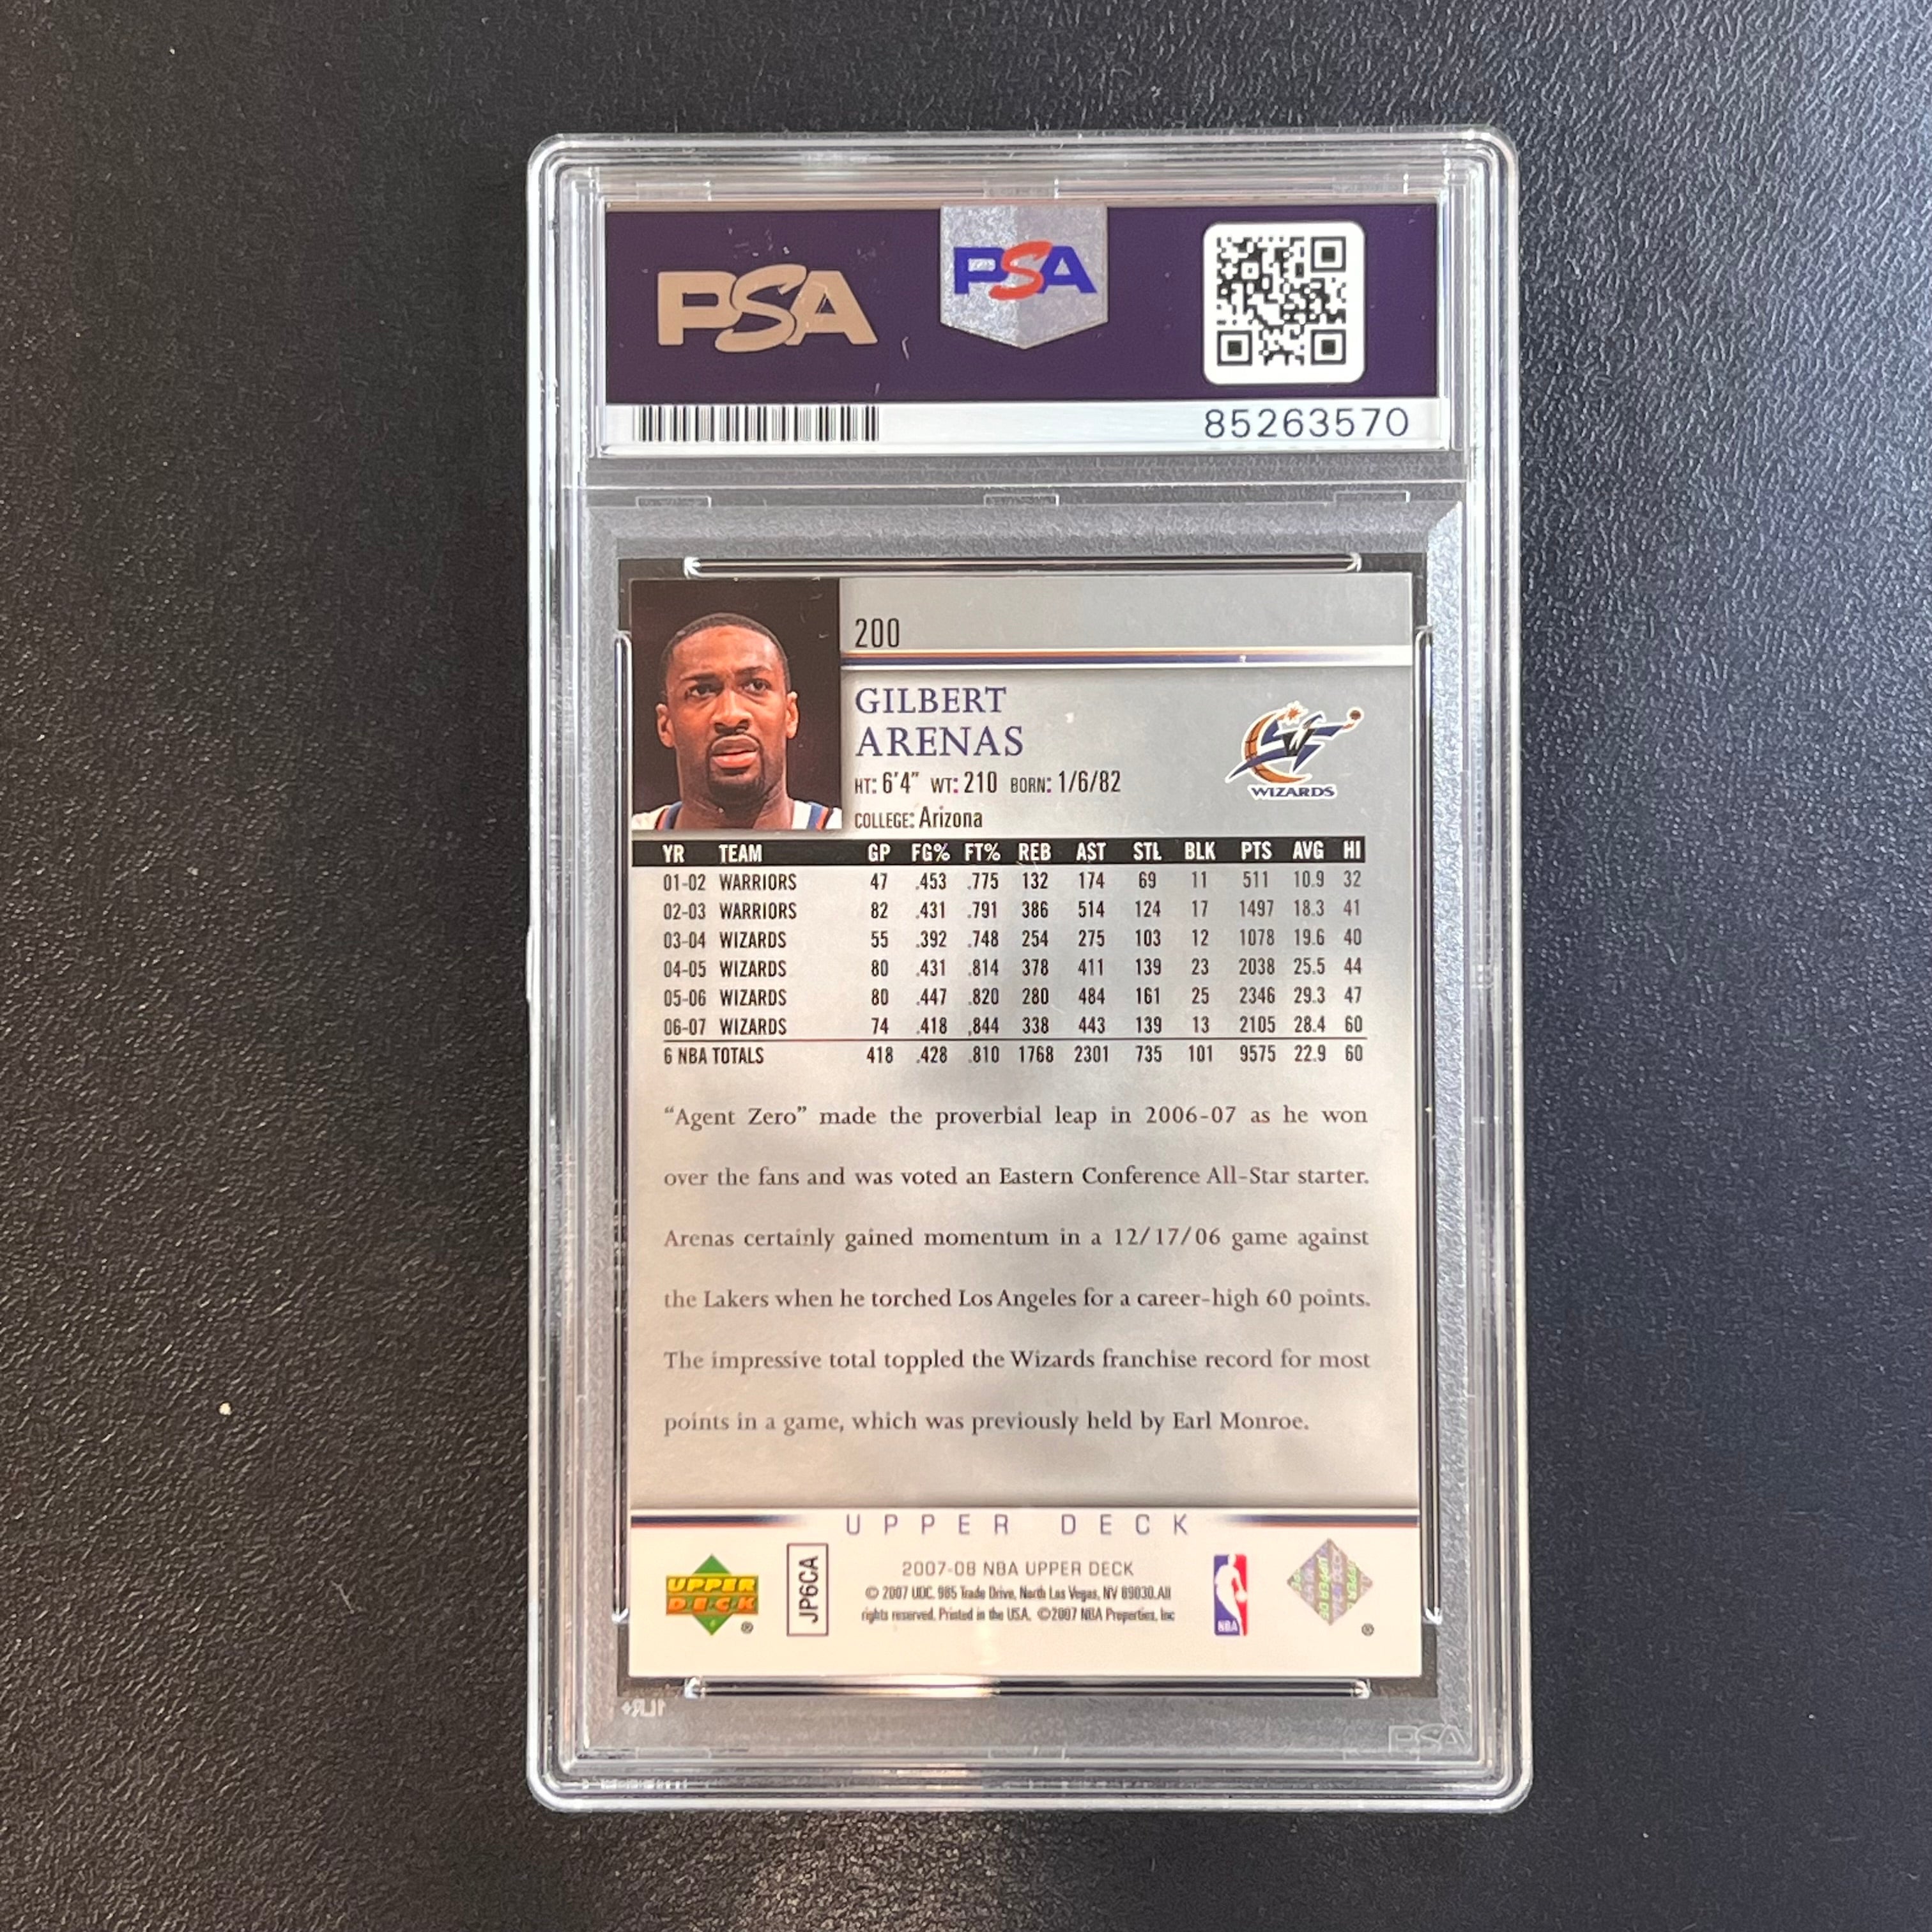 PSA
PSA
85263570
200
GILBERT
ARENAS
HT: 6'4" WT: 210 BORN: 1/6/82
COLLEGE: Arizona
WIZARDS
YR TEAM GP FG% FT% REB AST STL BLK PTS AVG HI
01-02 WARRIORS 47 .453 .775 132 174 69 11 511 10.9 32
02-03 WARRIORS 82 .431 .791 386 514 124 17 1497 18.3 41
03-04 WIZARDS 55 .392 .748 254 275 103 12 1078 19.6 40
04-05 WIZARDS 80 .431 .814 378 411 139 23 2038 25.5 44
05-06 WIZARDS 80 .447 .820 280 484 161 25 2346 29.3 47
06-07 WIZARDS 74 .418 ,844 338 443 139 13 2105 28.4 60
6 NBA TOTALS 418 .428 .810 1768 2301 735 101 9575 22.9 60
“Agent Zero” made the proverbial leap in 2006-07 as he won
over the fans and was voted an Eastern Conference All-Star starter.
Arenas certainly gained momentum in a 12/17/06 game against
the Lakers when he torched Los Angeles for a career-high 60 points.
The impressive total toppled the Wizards franchise record for most
points in a game, which was previously held by Earl Monroe.
UPPER DECK
UPPER
DECK
®
JP6CA
2007-08 NBA UPPER DECK
© 2007 UDC. 985 Trade Drive, North Las Vegas, NV 89030. All
rights reserved. Printed in the USA. ©2007 NBA Properties, Inc
NBA
®
PSA